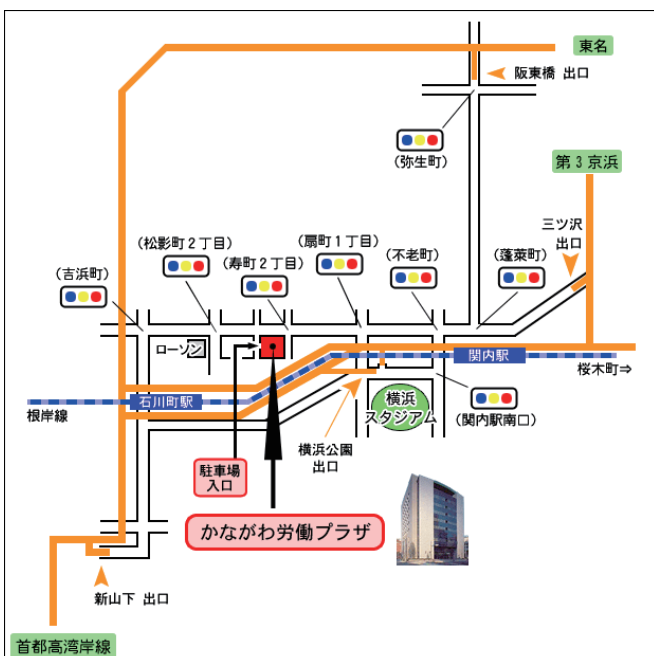 東名
阪東橋 出口
(弥生町)
第3京浜
三ツ沢
出口
(松影町2丁目)
(扇町1丁目)
(不老町)
(蓬莱町)
(吉浜町)
(寿町2丁目)
ローソン
関内駅
桜木町⇒
石川町駅
根岸線
横浜
スタジアム
(関内駅南口)
横浜公園
出口
駐車場
入口
かながわ労働プラザ
新山下 出口
首都高湾岸線